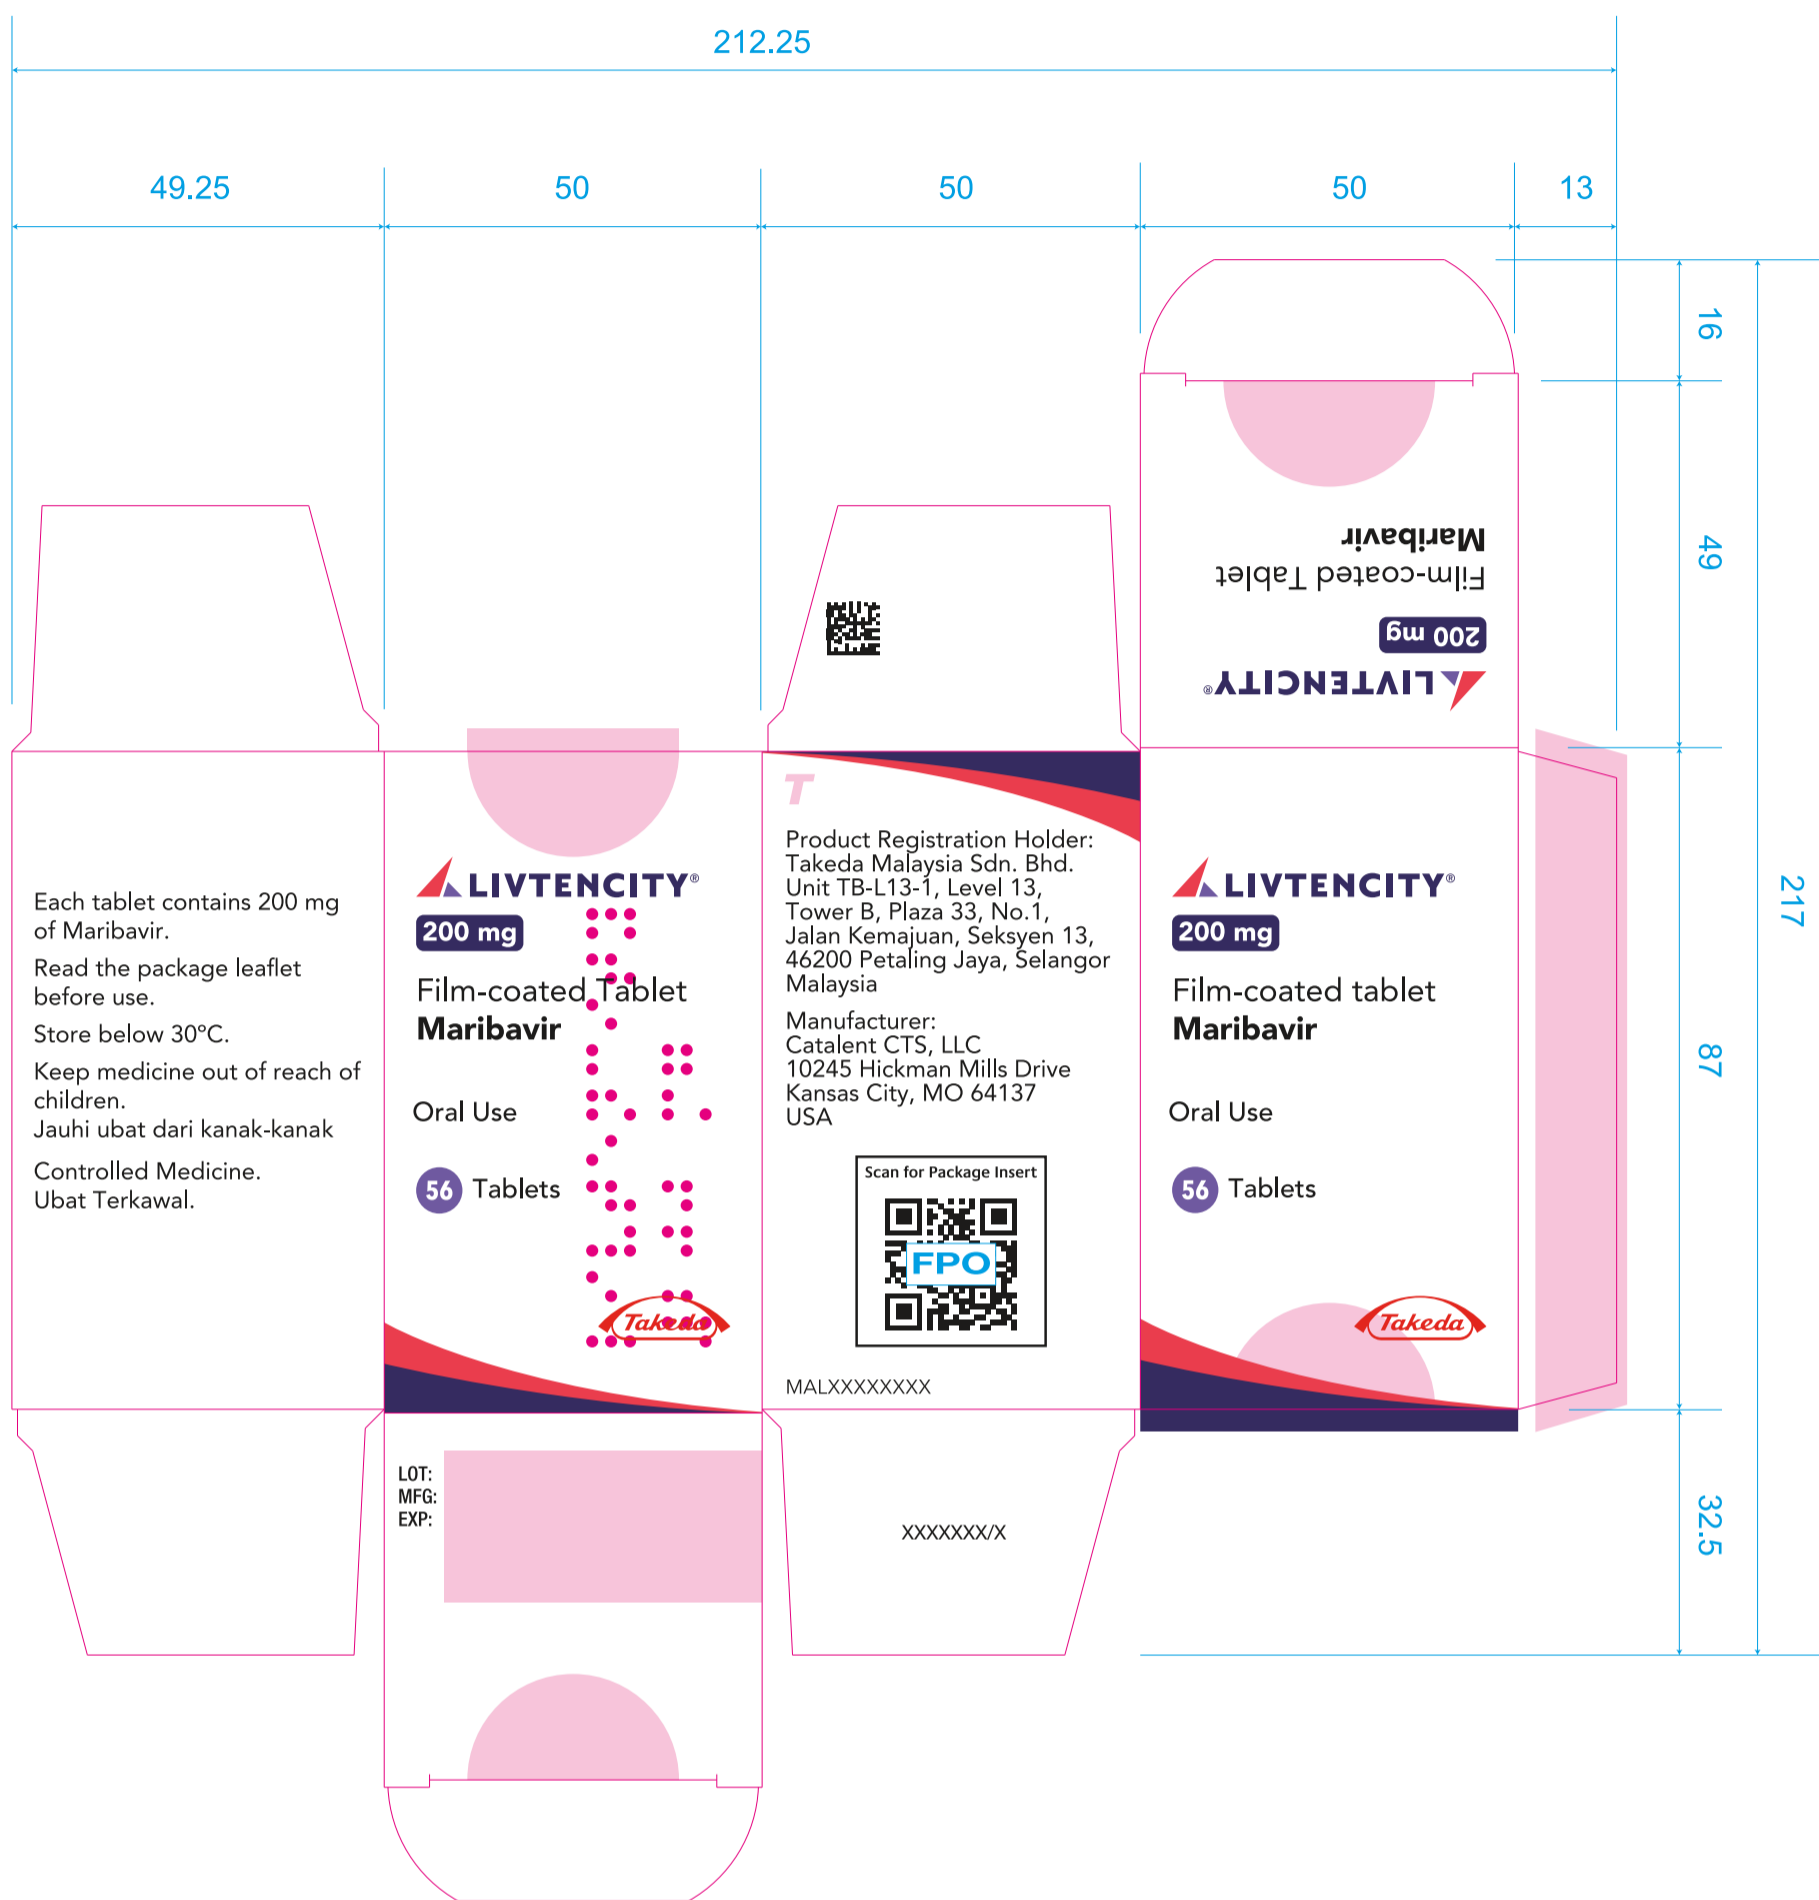 212.25
49.25
50
50
50
13
16
49
87
32.5
217
Maribavir
Film-coated Tablet
200 mg
LIVTENCITY®
Each tablet contains 200 mg
of Maribavir.
Read the package leaflet
before use.
Store below 30ºC.
Keep medicine out of reach of
children.
Jauhi ubat dari kanak-kanak
Controlled Medicine.
Ubat Terkawal.
LIVTENCITY®
200 mg
Film-coated Tablet
Maribavir
Oral Use
56 Tablets
Takeda
T
Product Registration Holder:
Takeda Malaysia Sdn. Bhd.
Unit TB-L13-1, Level 13,
Tower B, Plaza 33, No.1,
Jalan Kemajuan, Seksyen 13,
46200 Petaling Jaya, Selangor
Malaysia
Manufacturer:
Catalent CTS, LLC
10245 Hickman Mills Drive
Kansas City, MO 64137
USA
Scan for Package Insert
FPO
MALXXXXXXXX
LIVTENCITY®
200 mg
Film-coated tablet
Maribavir
Oral Use
56 Tablets
Takeda
LOT:
MFG:
EXP:
XXXXXXX/X